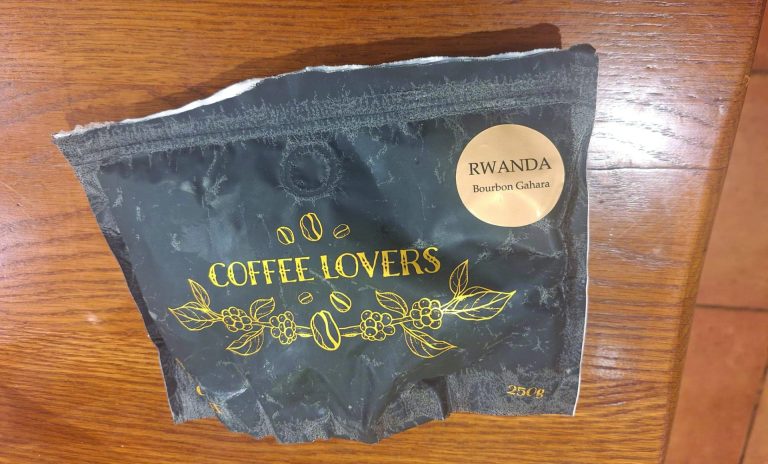 RWANDA
Bourbon Gahara
COFFEE LOVERS
250g